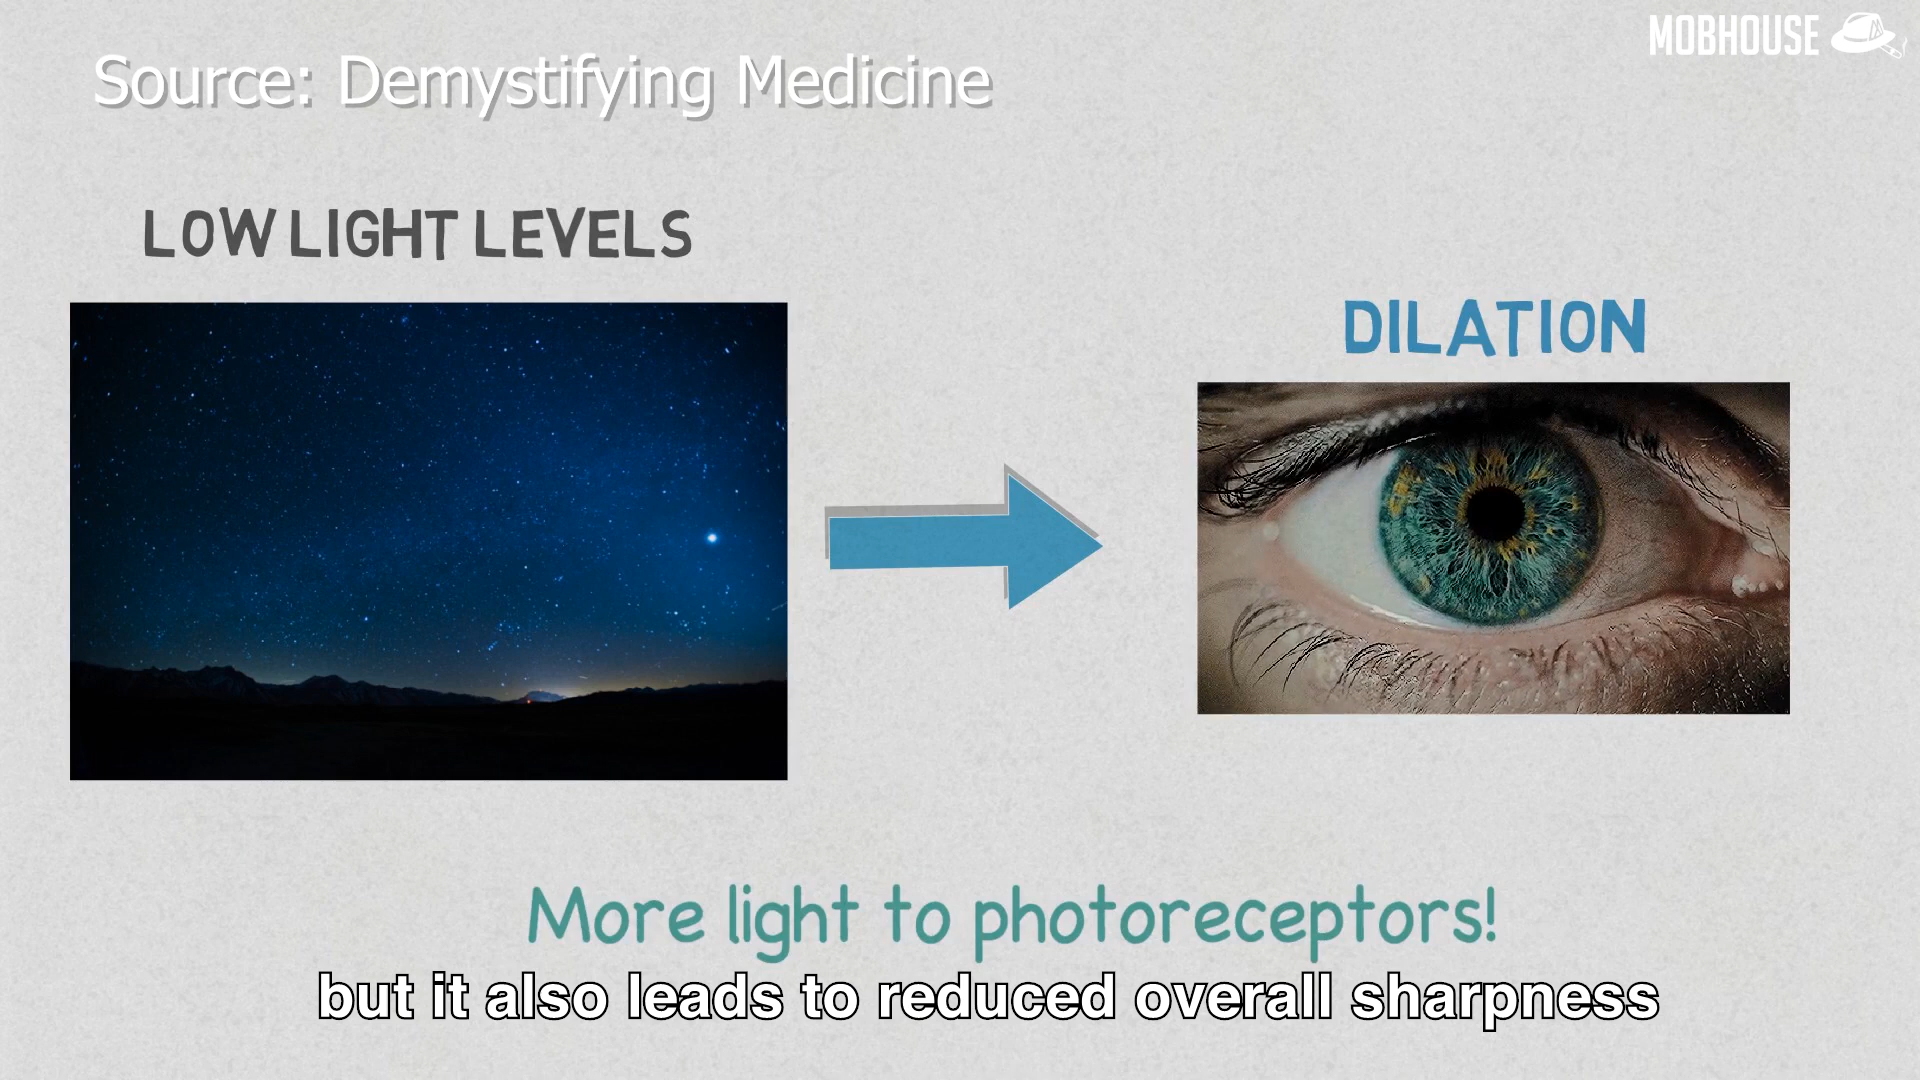 MOBHOUSE
Source: Demystifying Medicine
LOW LIGHT LEVELS
DILATION
More light to photoreceptors!
but it also leads to reduced overall sharpness